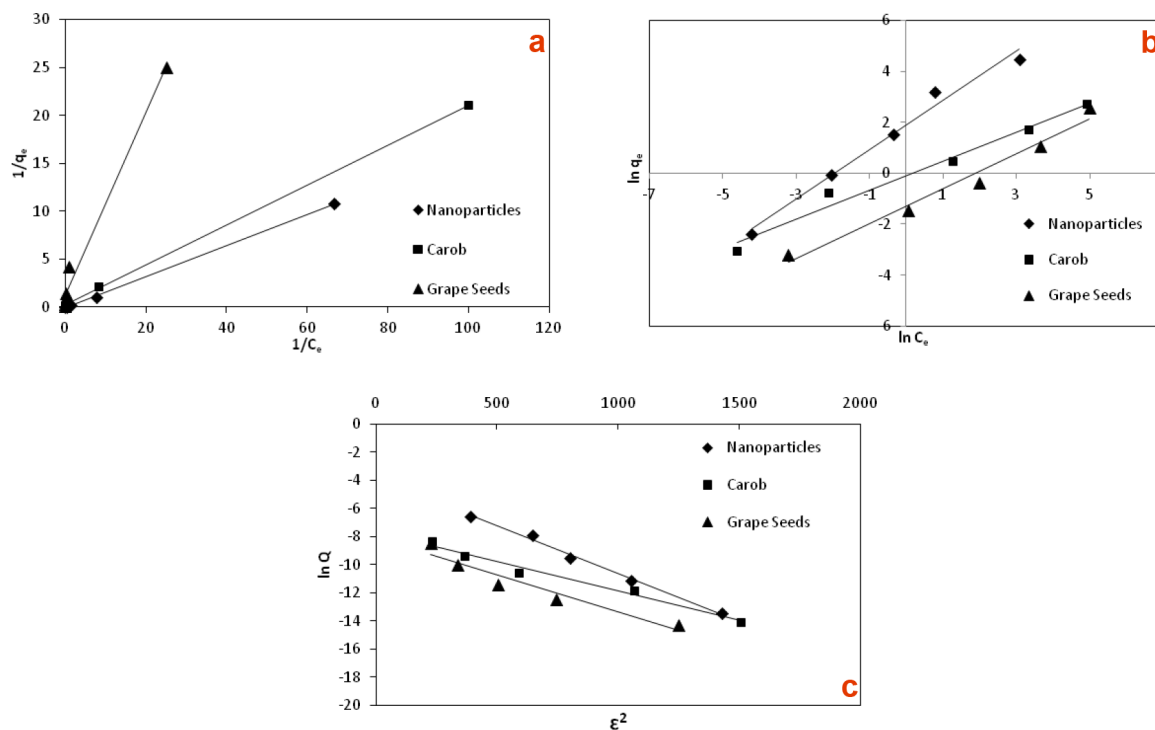 a
30
25
20
15
10
5
0
1/qe
0 20 40 60 80 100 120
1/Ce
Nanoparticles
Carob
Grape Seeds
b
6
4
2
0
-2
-4
6
ln qe
-7 -5 -3 -1 1 3 5
ln Ce
Nanoparticles
Carob
Grape Seeds
0 500 1000 1500 2000
0
-2
-4
-6
-8
-10
-12
-14
-16
-18
-20
ln Q
Nanoparticles
Carob
Grape Seeds
c
ε²